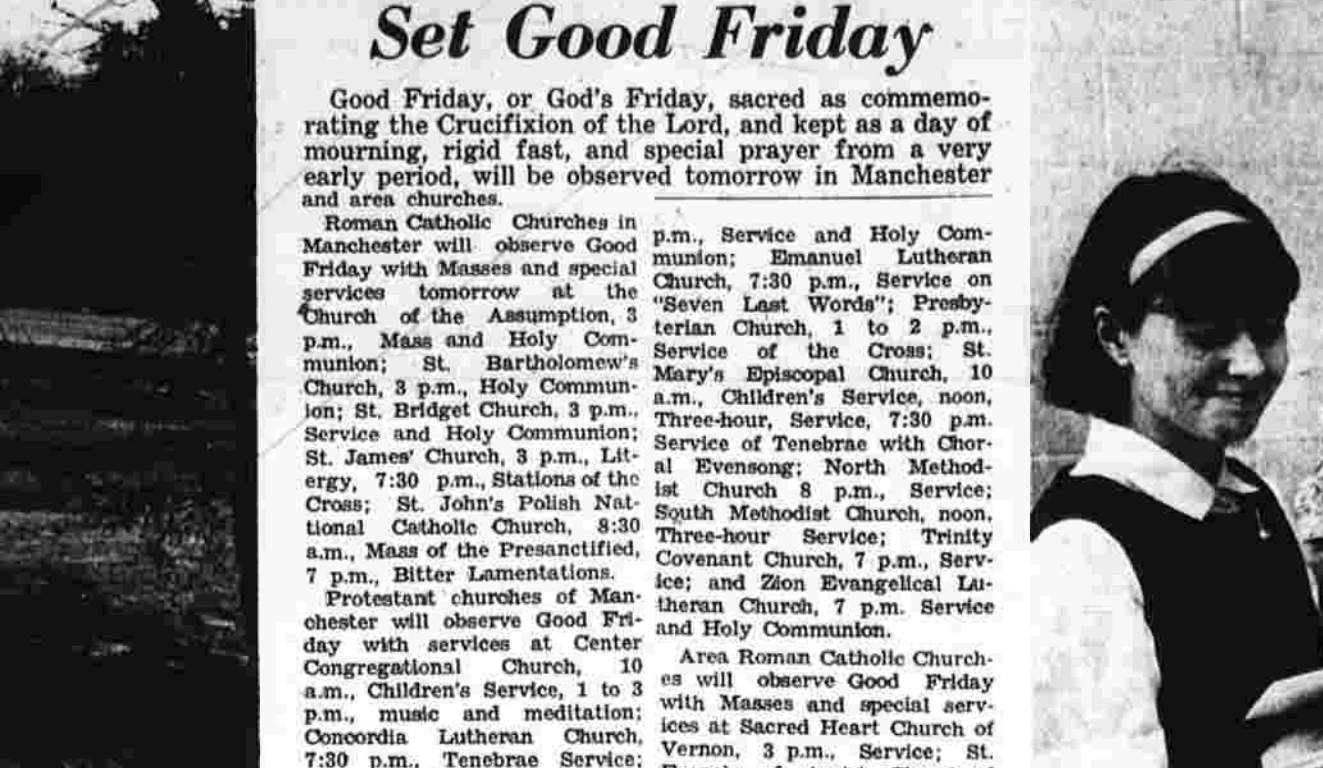 Set Good Friday
Good Friday, or God's Friday, sacred as commemo-
rating the Crucifixion of the Lord, and kept as a day of
mourning, rigid fast, and special prayer from a very
early period, will be observed tomorrow in Manchester
and area churches.
Roman Catholic Churches in
Manchester will observe Good
Friday with Masses and special
services tomorrow at the
Church of the Assumption, 3
p.m., Mass and Holy Com-
munion; St. Bartholomew's
Church, 3 p.m., Holy Commun-
ion; St. Bridget Church, 3 p.m.,
Service and Holy Communion;
St. James' Church, 3 p.m., Lit-
ergy, 7:30 p.m., Stations of the
Cross; St. John's Polish Nat-
tional Catholic Church, 8:30
a.m., Mass of the Presanctified,
7 p.m., Bitter Lamentations.
Protestant churches of Man-
chester will observe Good Fri-
day with services at Center
Congregational Church, 10
a.m., Children's Service, 1 to 3
p.m., music and meditation;
Concordia Lutheran Church,
7:30 p.m., Tenebrae Service;
p.m., Service and Holy Com-
munion; Emanuel Lutheran
Church, 7:30 p.m., Service on
"Seven Last Words"; Presby-
terian Church, 1 to 2 p.m.,
Service of the Cross; St.
Mary's Episcopal Church, 10
a.m., Children's Service, noon,
Three-hour, Service, 7:30 p.m.
Service of Tenebrae with Chor-
al Evensong; North Method-
ist Church 8 p.m., Service;
South Methodist Church, noon,
Three-hour Service; Trinity
Covenant Church, 7 p.m., Serv-
ice; and Zion Evangelical Lu-
theran Church, 7 p.m. Service
and Holy Communion.
Area Roman Catholic Church-
es will observe Good Friday
with Masses and special serv-
ices at Sacred Heart Church of
Vernon, 3 p.m., Service; St.